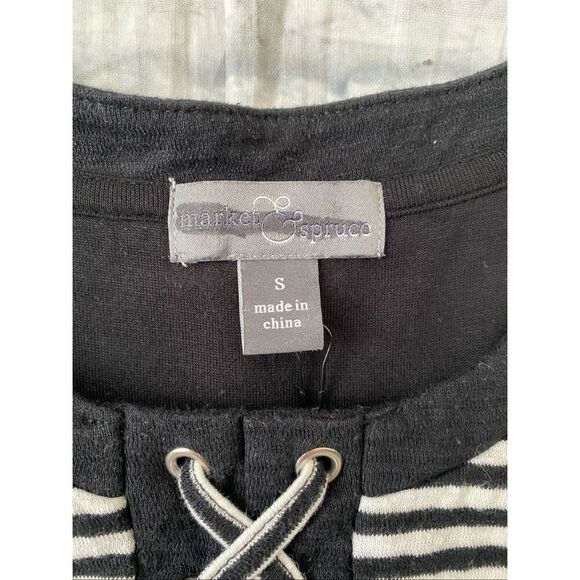 market & spruce
S
made in
china